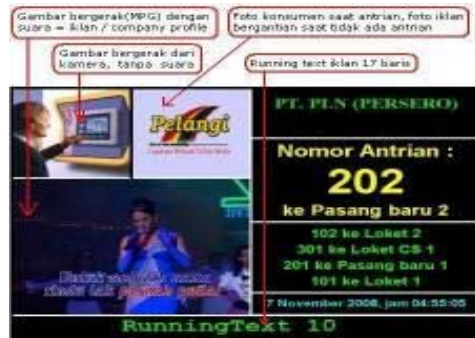 Gambar bergerak(MPG) dengan
suara = iklan / company profile
Foto konsumen saat antrian, foto iklan
bergantian saat tidak ada antrian
Gambar bergerak dari
kamera, tanpa suara
Running text iklan 17 baris
Pelangi
PT. PLN (PERSERO)
Nomor Antrian :
202
ke Pasang baru 2
102 ke Loket 2
301 ke Loket CS 1
201 ke Pasang baru 1
101 ke Loket 1
7 November 2008, jam 04:55:05
RunningText 10